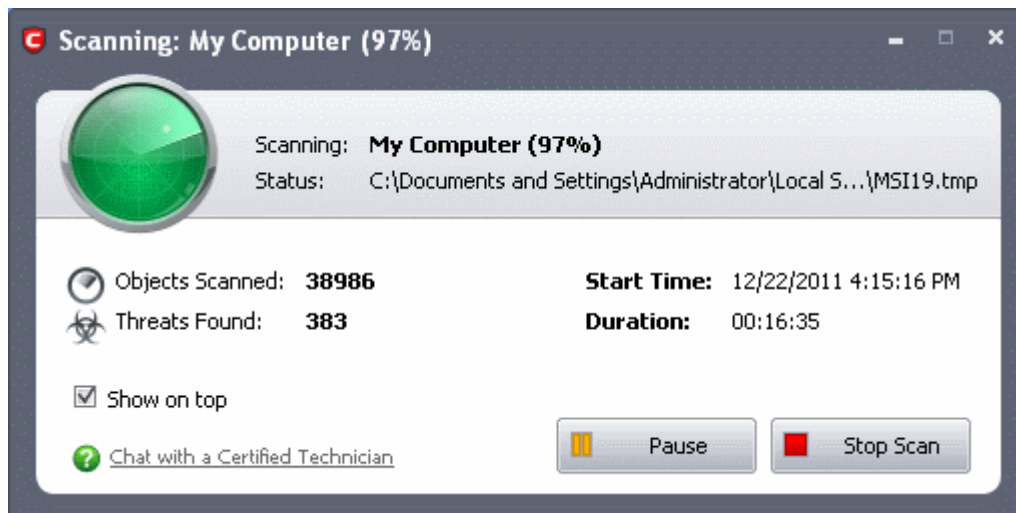 Scanning: My Computer (97%)
Scanning: My Computer (97%)
Status: C:\Documents and Settings\Administrator\Local S...\MSI19.tmp
Objects Scanned: 38986
Start Time: 12/22/2011 4:15:16 PM
Threats Found: 383
Duration: 00:16:35
Show on top
Chat with a Certified Technician
Pause
Stop Scan